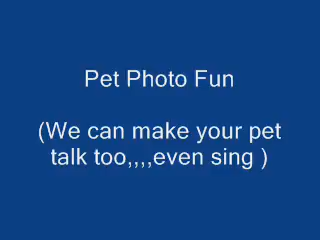 Pet Photo Fun
(We can make your pet
talk too,,,,even sing )